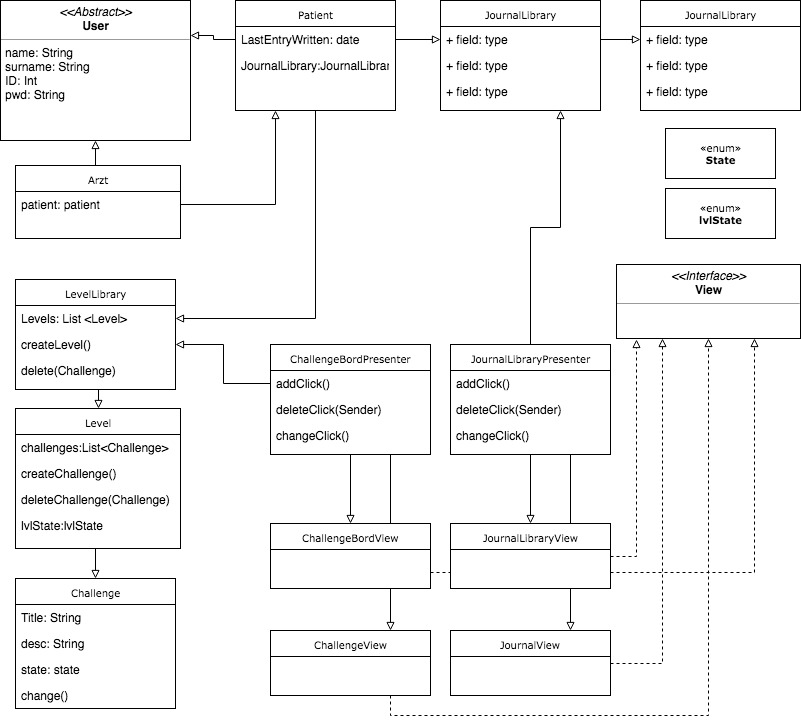 <<Abstract>>
User
name: String
surname: String
ID: Int
pwd: String
Patient
LastEntryWritten: date
JournalLibrary:JournalLibrar
JournalLibrary
+ field: type
+ field: type
+ field: type
JournalLibrary
+ field: type
+ field: type
+ field: type
«enum»
State
«enum»
lvlState
Arzt
patient: patient
<<Interface>>
View
LevelLibrary
Levels: List <Level>
createLevel()
delete(Challenge)
ChallengeBordPresenter
addClick()
deleteClick(Sender)
changeClick()
JournalLibraryPresenter
addClick()
deleteClick(Sender)
changeClick()
Level
challenges:List<Challenge>
createChallenge()
deleteChallenge(Challenge)
lvlState:lvlState
ChallengeBordView
JournalLibraryView
Challenge
Title: String
desc: String
state: state
change()
ChallengeView
JournalView